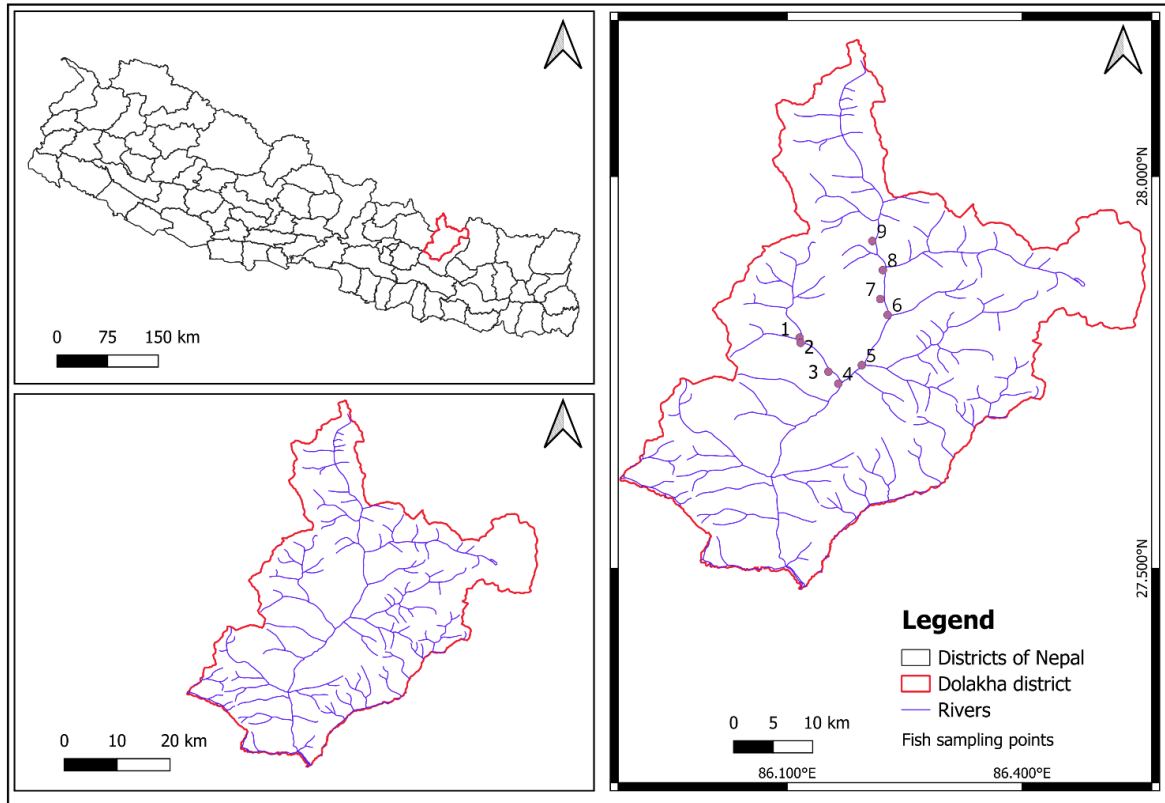 0 75 150 km
0 10 20 km
9
8
7
6
1
2
5
3
4
28.000°N
27.500°N
Legend
Districts of Nepal
Dolakha district
Rivers
Fish sampling points
0 5 10 km
86.100°E 86.400°E